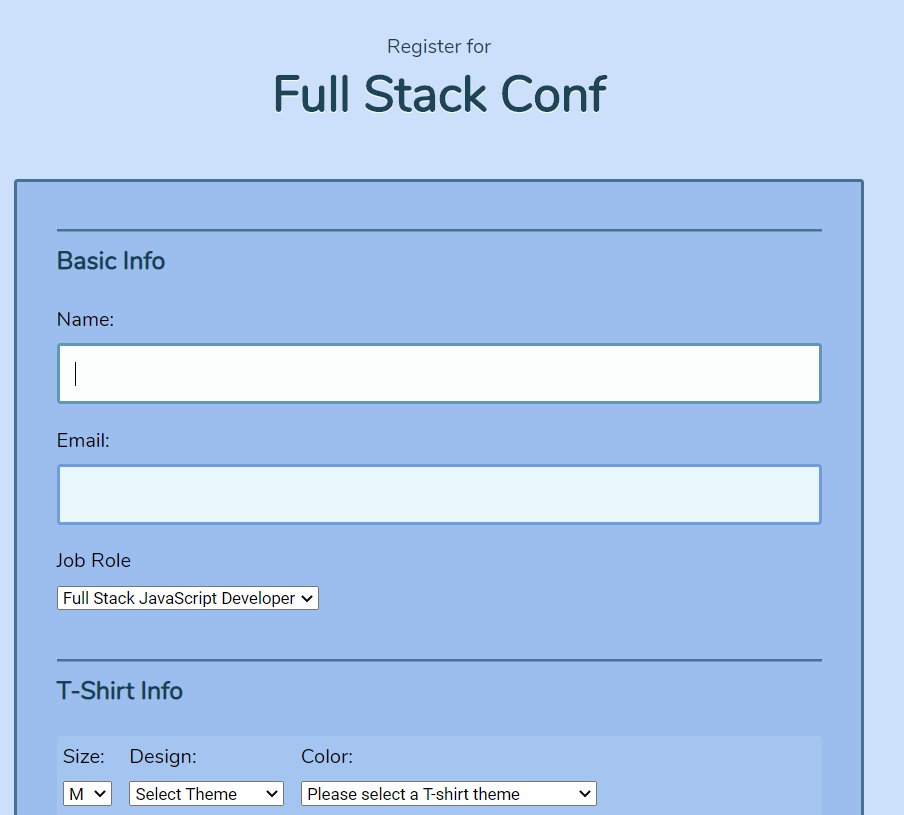 Register for
Full Stack Conf
Basic Info
Name:
Email:
Job Role
Full Stack JavaScript Developer
T-Shirt Info
Size: Design: Color:
M Select Theme Please select a T-shirt theme